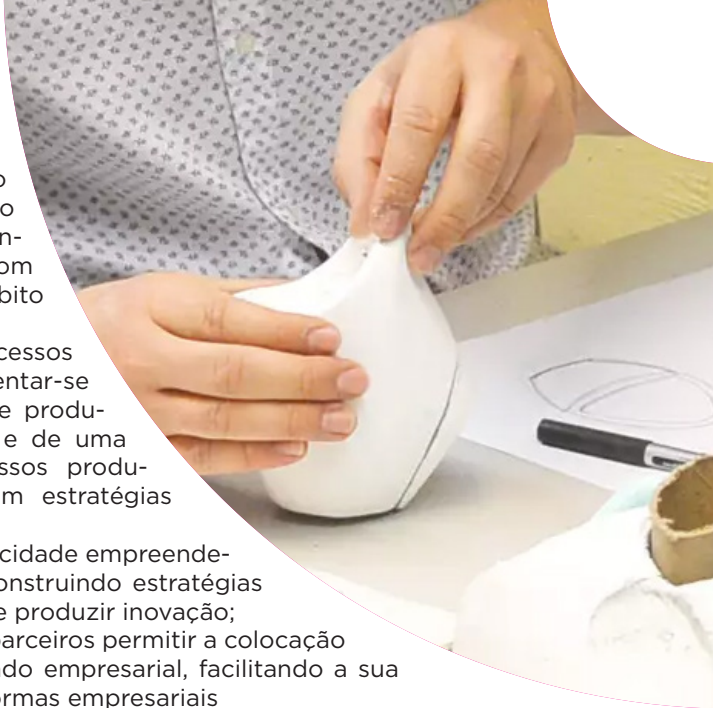 o
o
n-
om
bito
cessos
entar-se
e produ-
e de uma
ssos produ-
m estratégias
cidade empreende-
onstruindo estratégias
e produzir inovação;
parceiros permitir a colocação
do empresarial, facilitando a sua
ormas empresariais